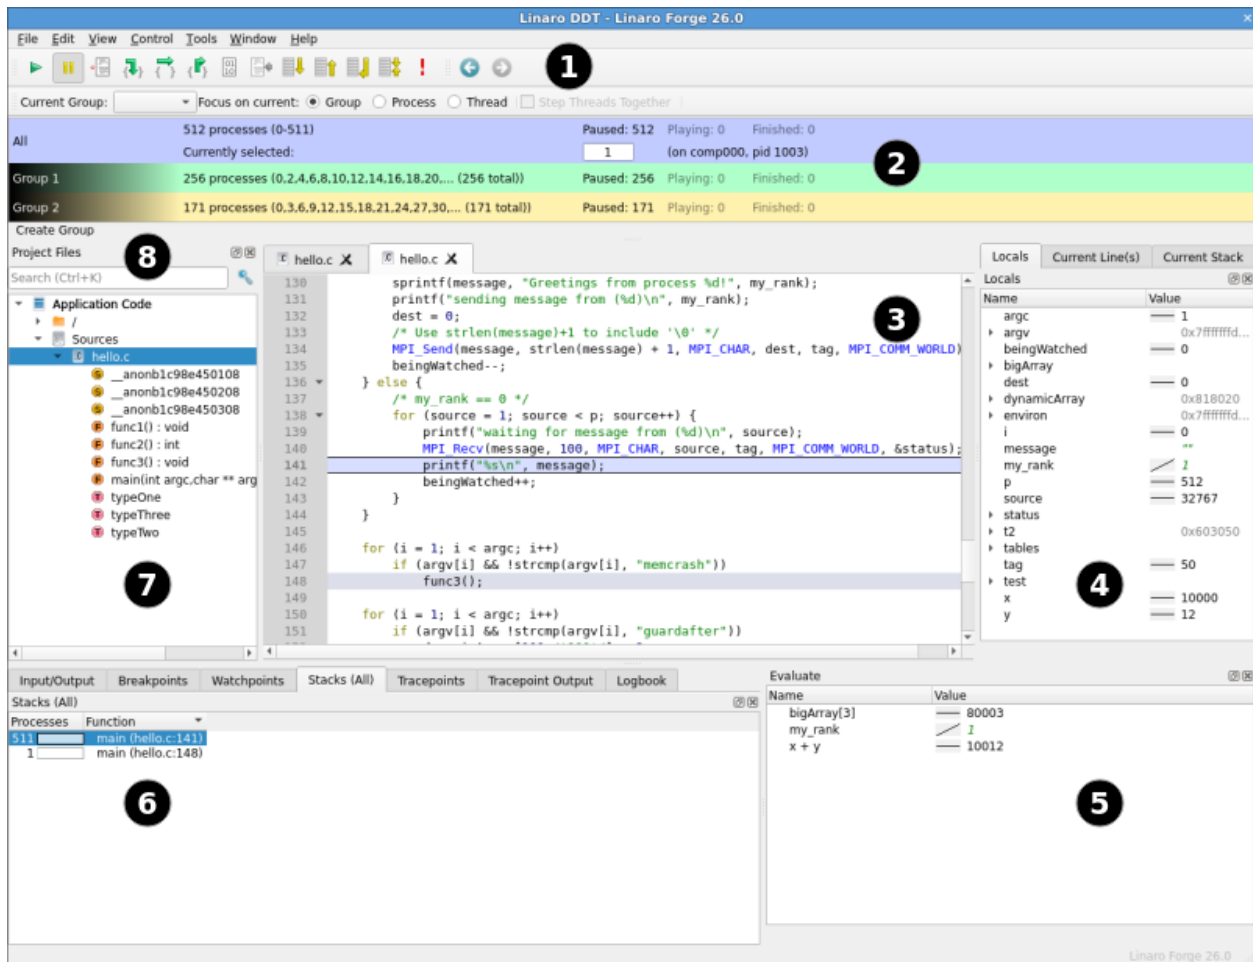 Linaro DDT - Linaro Forge 26.0
File Edit View Control Tools Window Help
1
Current Group: Focus on current: Group Process Thread Step Threads Together
All 512 processes (0-511) Paused: 512 Playing: 0 Finished: 0
Currently selected: 1 (on comp000, pid 1003)
2
Group 1 256 processes (0,2,4,6,8,10,12,14,16,18,20,... (256 total)) Paused: 256 Playing: 0 Finished: 0
Group 2 171 processes (0,3,6,9,12,15,18,21,24,27,30,... (171 total)) Paused: 171 Playing: 0 Finished: 0
Create Group
Project Files
8
Search (Ctrl+K)
Application Code
/
Sources
hello.c
__anonb1c98e450108
__anonb1c98e450208
__anonb1c98e450308
func1() : void
func2() : int
func3() : void
main(int argc,char ** arg
typeOne
typeThree
typeTwo
7
hello.c hello.c
130 sprintf(message, "Greetings from process %d!", my_rank);
131 printf("sending message from (%d)\n", my_rank);
132 dest = 0;
133 /* Use strlen(message)+1 to include '\0' */
134 MPI_Send(message, strlen(message) + 1, MPI_CHAR, dest, tag, MPI_COMM_WORLD)
135 beingWatched--;
136 } else {
137 /* my_rank == 0 */
138 for (source = 1; source < p; source++) {
139 printf("waiting for message from (%d)\n", source);
140 MPI_Recv(message, 100, MPI_CHAR, source, tag, MPI_COMM_WORLD, &status);
141 printf("%s\n", message);
142 beingWatched++;
143 }
144 }
145
146 for (i = 1; i < argc; i++)
147 if (argv[i] && !strcmp(argv[i], "memcrash"))
148 func3();
149
150 for (i = 1; i < argc; i++)
151 if (argv[i] && !strcmp(argv[i], "guardafter"))
3
Locals Current Line(s) Current Stack
Locals
Name Value
argc 1
argv 0x7fffffffd...
beingWatched 0
bigArray
dest 0
dynamicArray 0x818020
environ 0x7fffffffd...
i 0
message ""
my_rank 1
p 512
source 32767
status
t2 0x603050
tables
tag 50
test
x 10000
y 12
4
Input/Output Breakpoints Watchpoints Stacks (All) Tracepoints Tracepoint Output Logbook
Stacks (All)
Processes Function
511 main (hello.c:141)
1 main (hello.c:148)
6
Evaluate
Name Value
bigArray[3] 80003
my_rank 1
x + y 10012
5
Linaro Forge 26.0